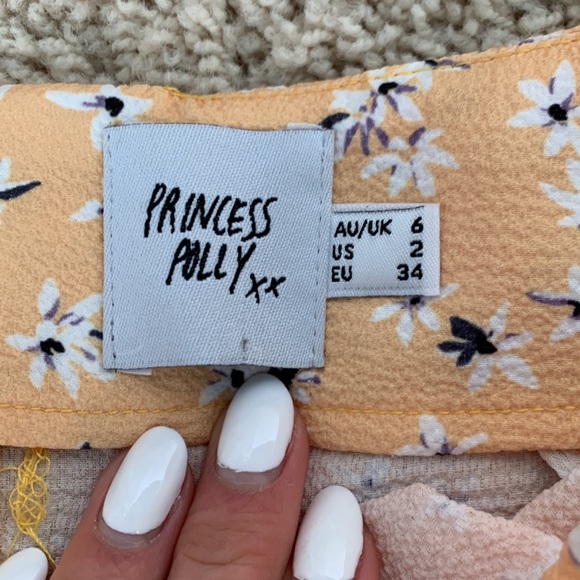 PRINCESS
POLLY xx
AU/UK 6
US 2
EU 34